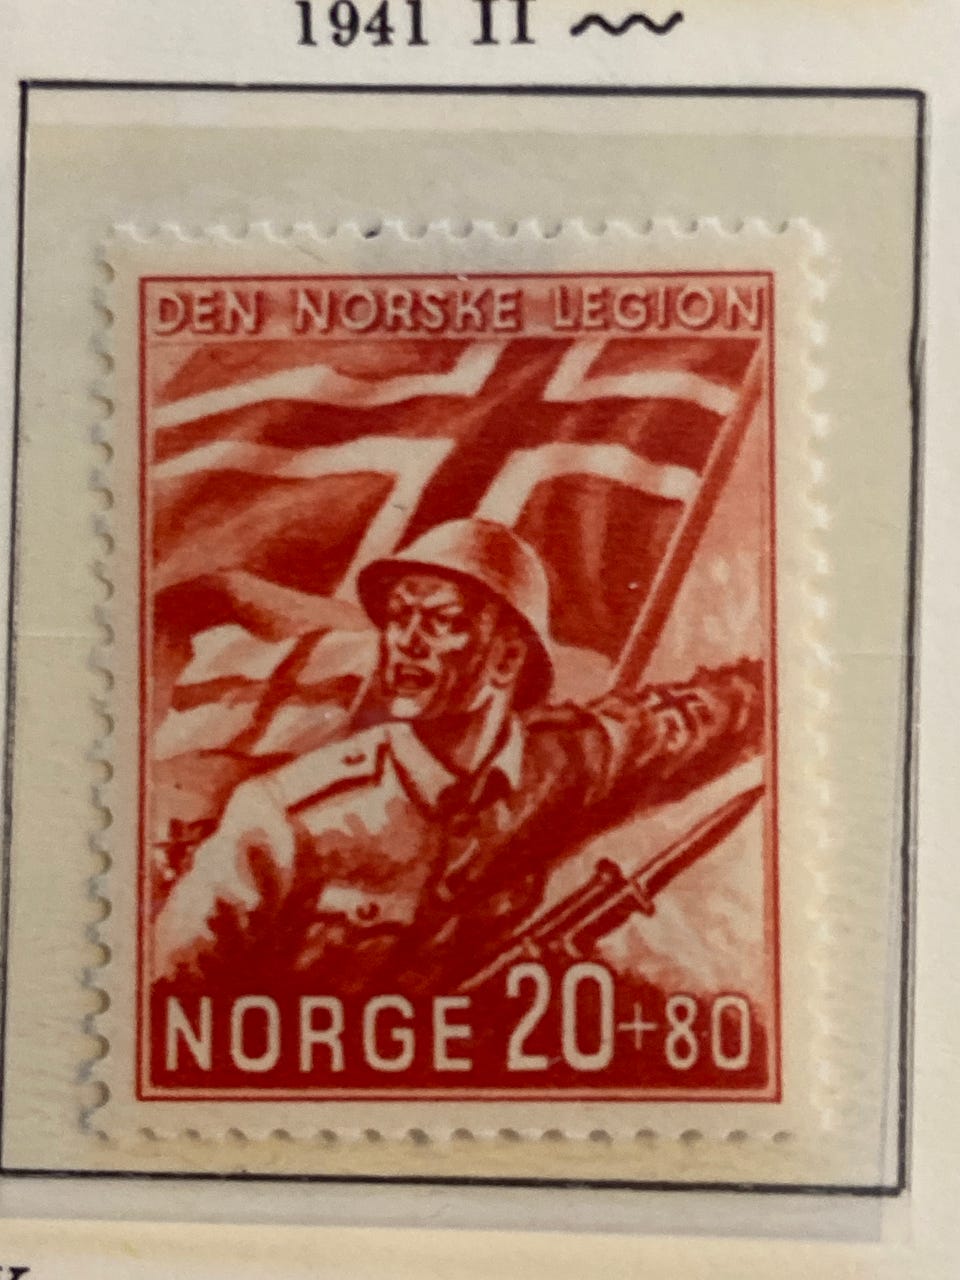 1941 II
DEN NORSKE LEGION
NORGE 20+80